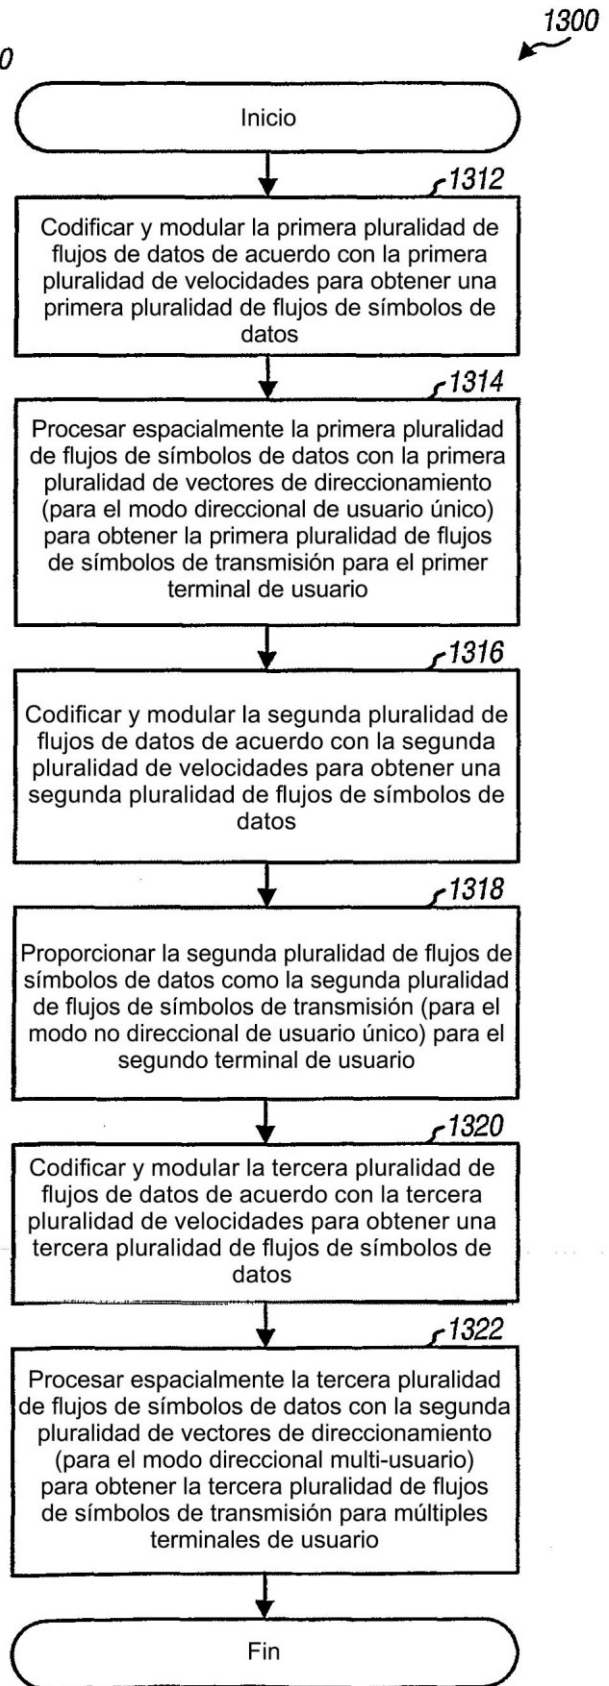 1300
0
Inicio
1312
Codificar y modular la primera pluralidad de
flujos de datos de acuerdo con la primera
pluralidad de velocidades para obtener una
primera pluralidad de flujos de símbolos de
datos
1314
Procesar espacialmente la primera pluralidad
de flujos de símbolos de datos con la primera
pluralidad de vectores de direccionamiento
(para el modo direccional de usuario único)
para obtener la primera pluralidad de flujos
de símbolos de transmisión para el primer
terminal de usuario
1316
Codificar y modular la segunda pluralidad de
flujos de datos de acuerdo con la segunda
pluralidad de velocidades para obtener una
segunda pluralidad de flujos de símbolos de
datos
1318
Proporcionar la segunda pluralidad de flujos de
símbolos de datos como la segunda pluralidad
de flujos de símbolos de transmisión (para el
modo no direccional de usuario único) para el
segundo terminal de usuario
1320
Codificar y modular la tercera pluralidad de
flujos de datos de acuerdo con la tercera
pluralidad de velocidades para obtener una
tercera pluralidad de flujos de símbolos de
datos
1322
Procesar espacialmente la tercera pluralidad
de flujos de símbolos de datos con la segunda
pluralidad de vectores de direccionamiento
(para el modo direccional multi-usuario)
para obtener la tercera pluralidad de flujos
de símbolos de transmisión para múltiples
terminales de usuario
Fin